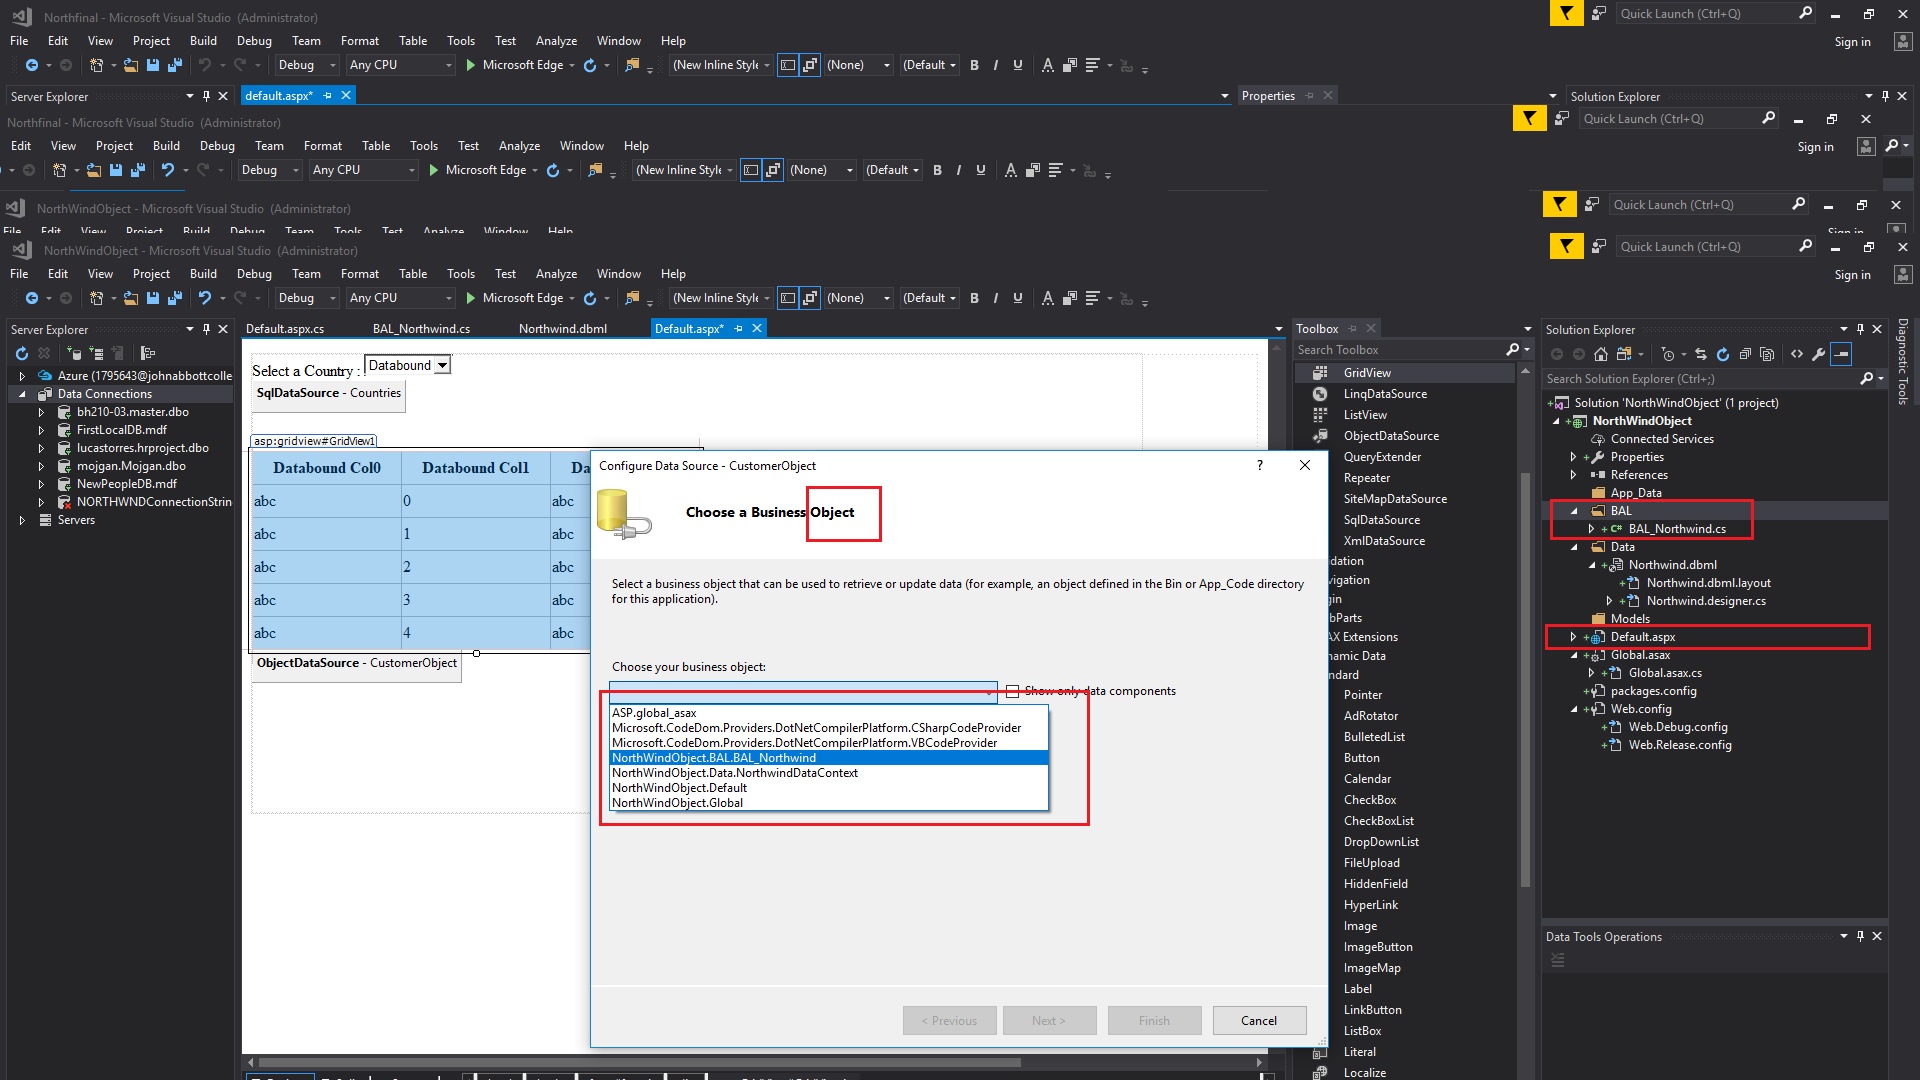 Northfinal - Microsoft Visual Studio (Administrator)
Quick Launch (Ctrl+Q)
File Edit View Project Build Debug Team Format Table Tools Test Analyze Window Help
Sign in
Debug Any CPU Microsoft Edge (New Inline Style (None) (Default
Server Explorer default.aspx* Properties Solution Explorer
Northfinal - Microsoft Visual Studio (Administrator)
Quick Launch (Ctrl+Q)
Edit View Project Build Debug Team Format Table Tools Test Analyze Window Help
Sign in
Debug Any CPU Microsoft Edge (New Inline Style (None) (Default
NorthWindObject - Microsoft Visual Studio (Administrator)
Quick Launch (Ctrl+Q)
File Edit View Project Build Debug Team Tools Test Analyze Window Help
Sign in
NorthWindObject - Microsoft Visual Studio (Administrator)
Quick Launch (Ctrl+Q)
File Edit View Project Build Debug Team Format Table Tools Test Analyze Window Help
Sign in
Debug Any CPU Microsoft Edge (New Inline Style (None) (Default
Server Explorer
Azure (1795643@johnabbottcolle
Data Connections
bh210-03.master.dbo
FirstLocalDB.mdf
lucastorres.hrproject.dbo
mojgan.Mojgan.dbo
NewPeopleDB.mdf
NORTHWNDConnectionStrin
Servers
Default.aspx.cs BAL_Northwind.cs Northwind.dbml Default.aspx*
Select a Country : Databound
SqlDataSource - Countries
asp:gridview#GridView1
Databound Col0 Databound Col1 Da
abc 0 abc
abc 1 abc
abc 2 abc
abc 3 abc
abc 4 abc
ObjectDataSource - CustomerObject
Configure Data Source - CustomerObject
Choose a Business Object
Select a business object that can be used to retrieve or update data (for example, an object defined in the Bin or App_Code directory
for this application).
Choose your business object:
Show only data components
ASP.global_asax
Microsoft.CodeDom.Providers.DotNetCompilerPlatform.CSharpCodeProvider
Microsoft.CodeDom.Providers.DotNetCompilerPlatform.VBCodeProvider
NorthWindObject.BAL.BAL_Northwind
NorthWindObject.Data.NorthwindDataContext
NorthWindObject.Default
NorthWindObject.Global
< Previous Next > Finish Cancel
Toolbox
Search Toolbox
GridView
LinqDataSource
ListView
ObjectDataSource
QueryExtender
Repeater
SiteMapDataSource
SqlDataSource
XmlDataSource
dation
vigation
gin
bParts
AX Extensions
namic Data
ndard
Pointer
AdRotator
BulletedList
Button
Calendar
CheckBox
CheckBoxList
DropDownList
FileUpload
HiddenField
HyperLink
Image
ImageButton
ImageMap
Label
LinkButton
ListBox
Literal
Localize
Solution Explorer
Search Solution Explorer (Ctrl+;)
Solution 'NorthWindObject' (1 project)
NorthWindObject
Connected Services
Properties
References
App_Data
BAL
BAL_Northwind.cs
Data
Northwind.dbml
Northwind.dbml.layout
Northwind.designer.cs
Models
Default.aspx
Global.asax
Global.asax.cs
packages.config
Web.config
Web.Debug.config
Web.Release.config
Data Tools Operations
Diagnostic Tools